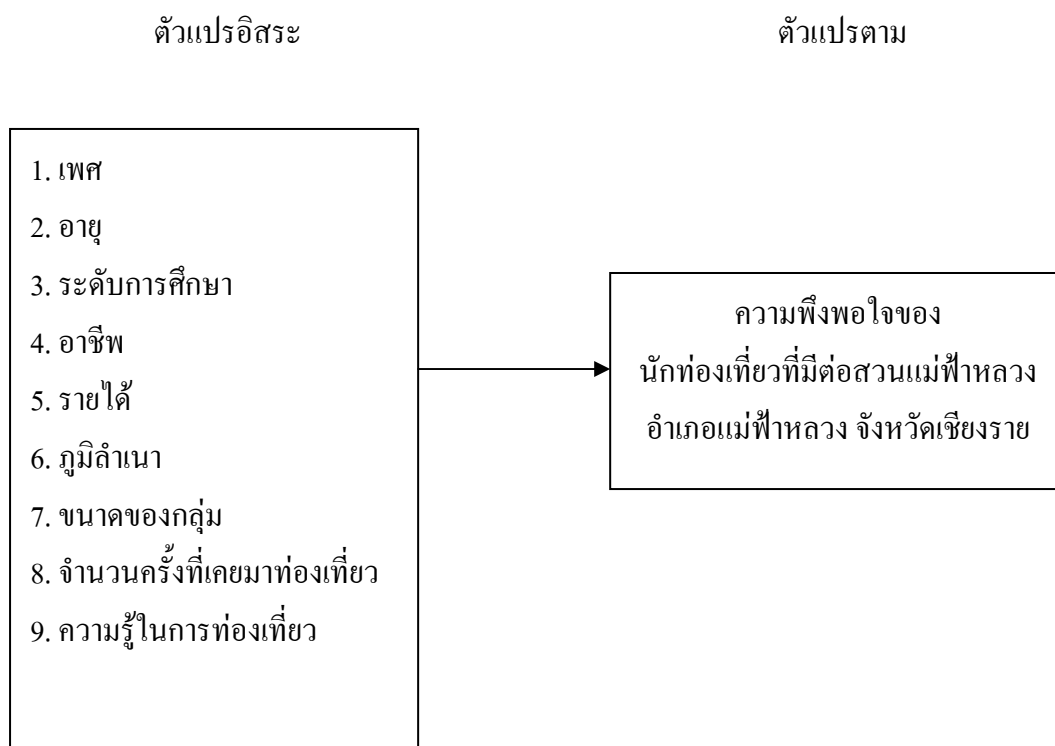 ตัวแปรอิสระ
ตัวแปรตาม
1. เพศ
2. อายุ
3. ระดับการศึกษา
4. อาชีพ
5. รายได้
6. ภูมิลำเนา
7. ขนาดของกลุ่ม
8. จำนวนครั้งที่เคยมาท่องเที่ยว
9. ความรู้ในการท่องเที่ยว
ความพึงพอใจของ
นักท่องเที่ยวที่มีต่อสวนแม่ฟ้าหลวง
อำเภอแม่ฟ้าหลวง จังหวัดเชียงราย